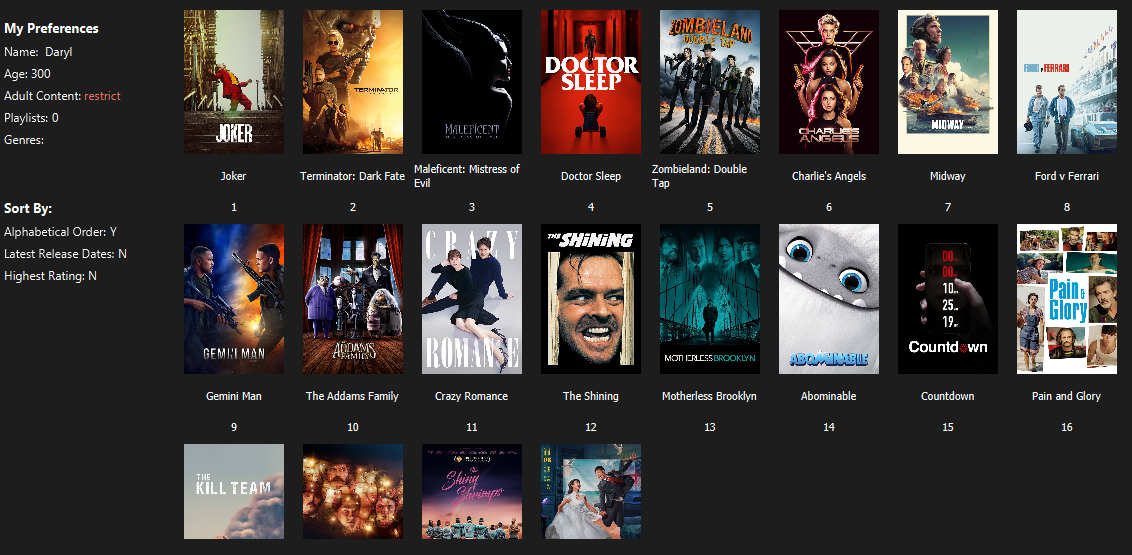 My Preferences
Name: Daryl
Age: 300
Adult Content: restrict
Playlists: 0
Genres:
Sort By:
Alphabetical Order: Y
Latest Release Dates: N
Highest Rating: N
JOKER
TERMINATOR
MALEFICENT
DOCTOR
SLEEP
ZOMBIELAND
DOUBLE TAP
CHARLIE'S
ANGELS
MIDWAY
FORD v FERRARI
Joker
Terminator: Dark Fate
Maleficent: Mistress of
Evil
Doctor Sleep
Zombieland: Double
Tap
Charlie's Angels
Midway
Ford v Ferrari
1
2
3
4
5
6
7
8
GEMINI MAN
THE
ADDAMS
FAMILY
CRAZY
ROMANSE
THE SHiNiNG
MOTHERLESS BROOKLYN
ABOMINABLE
00
00
10
25
19
Countdown
Pain &
Glory
Gemini Man
The Addams Family
Crazy Romance
The Shining
Motherless Brooklyn
Abominable
Countdown
Pain and Glory
9
10
11
12
13
14
15
16
THE
KILL TEAM
The
Shiny
Shrimps